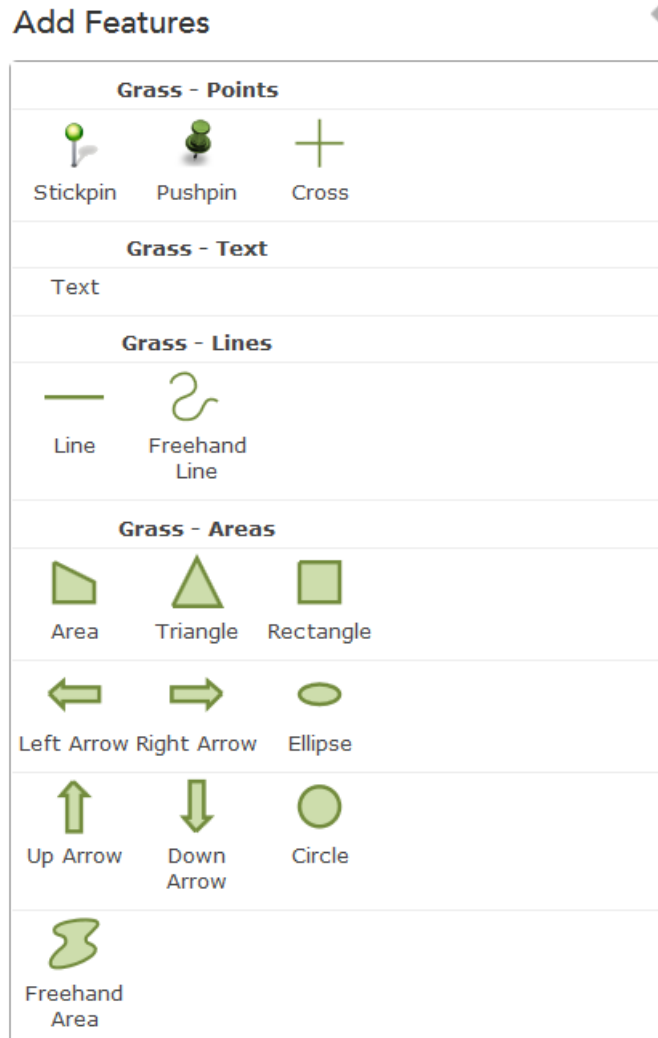 Add Features
Grass - Points
Stickpin Pushpin Cross
Grass - Text
Text
Grass - Lines
Line Freehand Line
Grass - Areas
Area Triangle Rectangle
Left Arrow Right Arrow Ellipse
Up Arrow Down Arrow Circle
Freehand
Area